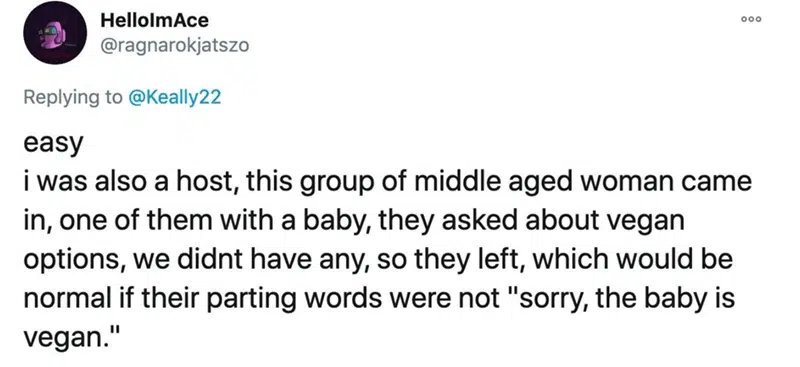 HelloImAce
@ragnarokjatszo
Replying to @Keally22
easy
i was also a host, this group of middle aged woman came
in, one of them with a baby, they asked about vegan
options, we didnt have any, so they left, which would be
normal if their parting words were not "sorry, the baby is
vegan."